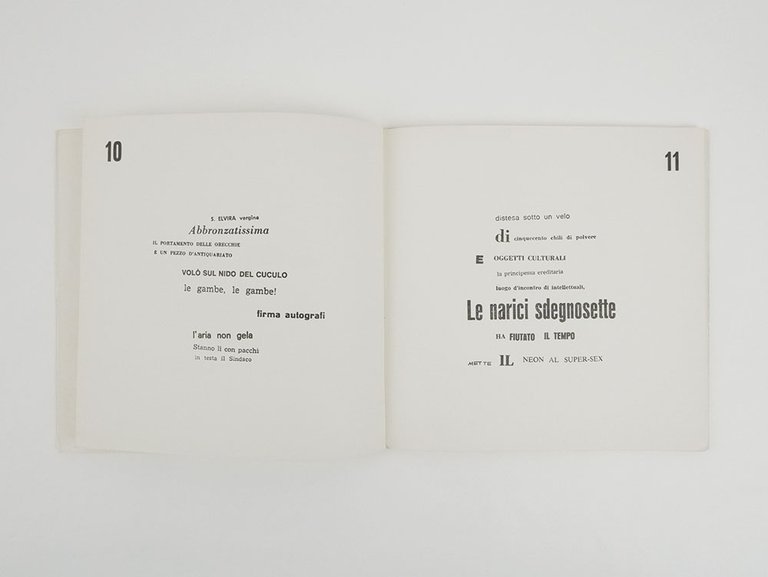 10
S. ELVIRA vergine
Abbronzatissima
IL PORTAMENTO DELLE ORECCHIE
E UN PEZZO D'ANTIQUARIATO
VOLÒ SUL NIDO DEL CUCULO
le gambe, le gambe!
firma autografi
l'aria non gela
Stanno lì con pacchi
in testa il Sindaco
11
distesa sotto un velo
di cinquecento chili di polvere
E OGGETTI CULTURALI
la principessa ereditaria
luogo d'incontro di intellettuali,
Le narici sdegnosette
HA FIUTATO IL TEMPO
METTE IL NEON AL SUPER-SEX